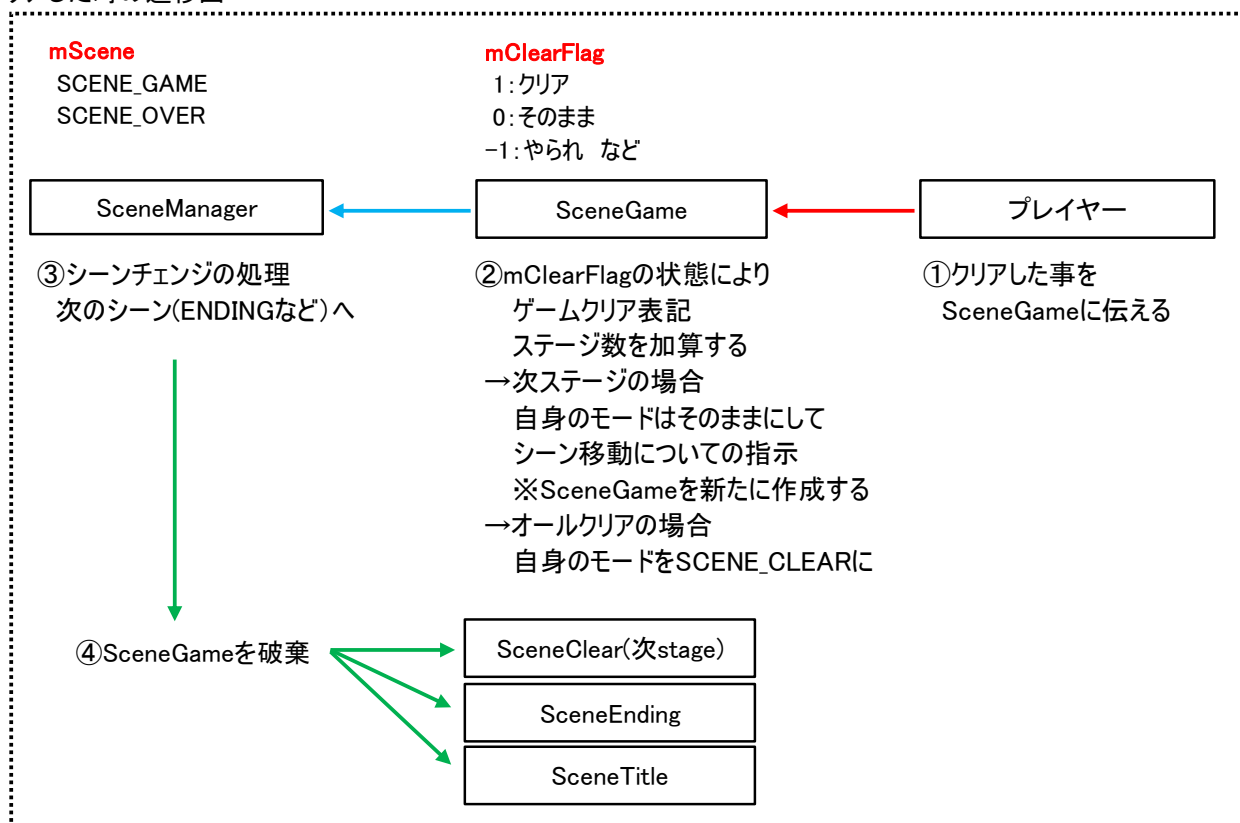 mScene
SCENE_GAME
SCENE_OVER
mClearFlag
1:クリア
0:そのまま
-1:やられ など
SceneManager
SceneGame
プレイヤー
③シーンチェンジの処理
次のシーン(ENDINGなど)へ
②mClearFlagの状態により
ゲームクリア表記
ステージ数を加算する
→次ステージの場合
自身のモードはそのままにして
シーン移動についての指示
※SceneGameを新たに作成する
→オールクリアの場合
自身のモードをSCENE_CLEARに
①クリアした事を
SceneGameに伝える
④SceneGameを破棄
SceneClear(次stage)
SceneEnding
SceneTitle